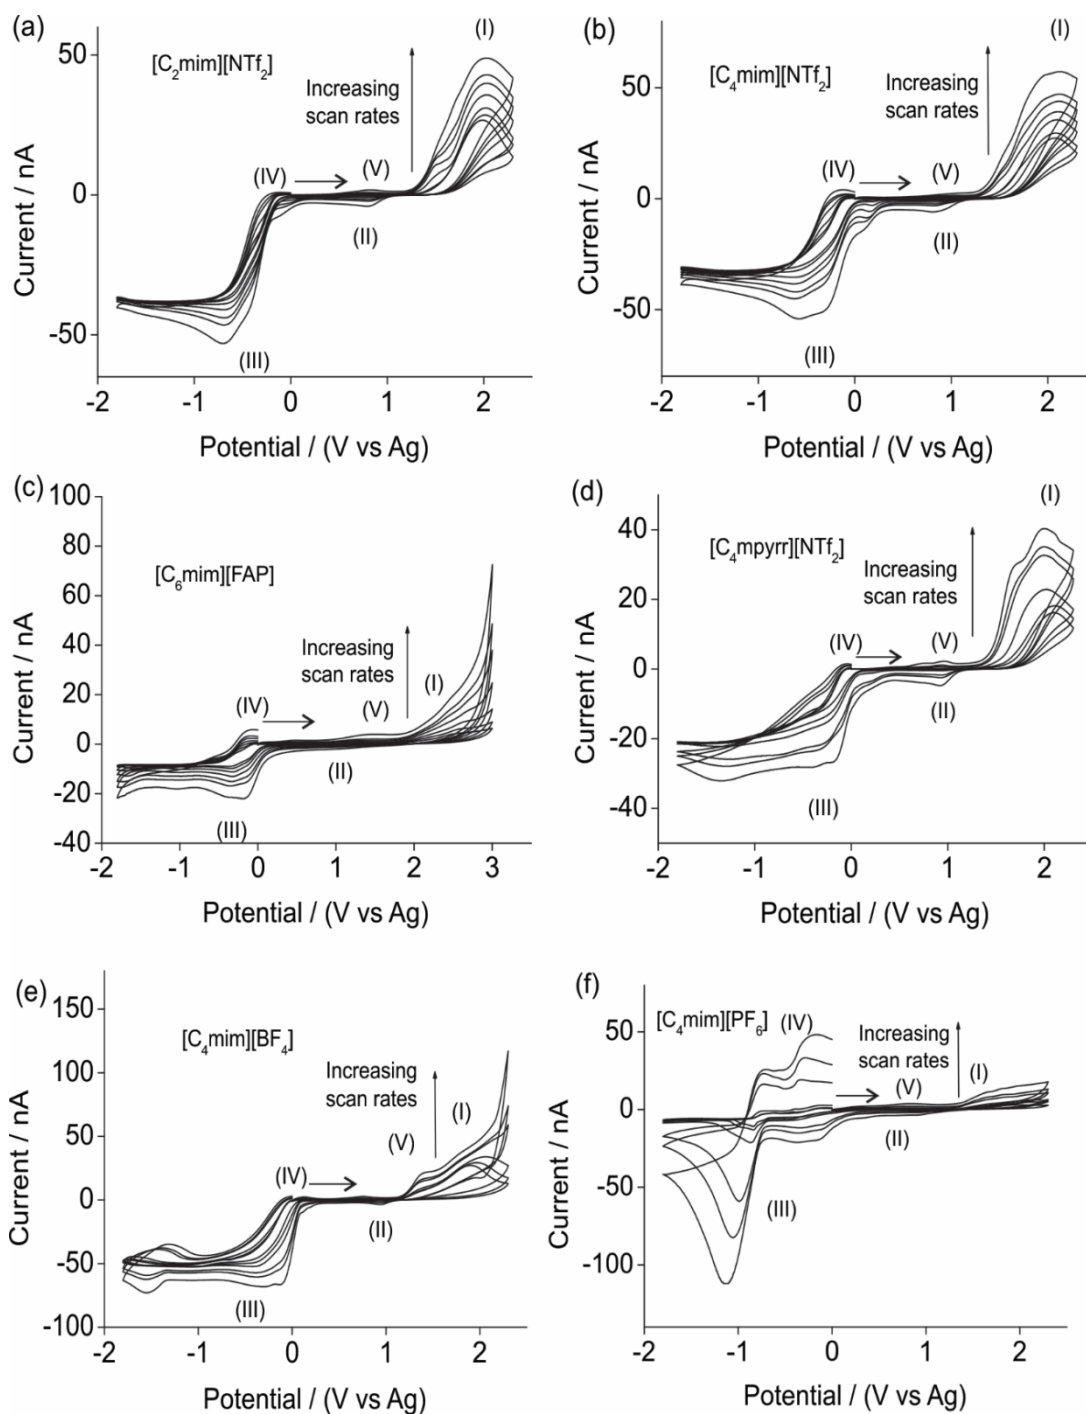 (a)
(I)
50
[C2mim][NTf2]
Increasing
scan rates
(IV)
(V)
0
(II)
Current / nA
-50
(III)
-2 -1 0 1 2
Potential / (V vs Ag)
(b)
(I)
50
[C4mim][NTf2]
Increasing
scan rates
(IV)
(V)
0
(II)
Current / nA
-50
(III)
-2 -1 0 1 2
Potential / (V vs Ag)
(c)
100
80
[C6mim][FAP]
60
Increasing
scan rates
40
(I)
20
(IV)
(V)
0
(II)
Current / nA
-20
(III)
-40
-2 -1 0 1 2 3
Potential / (V vs Ag)
(d)
(I)
40
[C4mpyrr][NTf2]
Increasing
scan rates
20
(IV)
(V)
0
(II)
Current / nA
-20
(III)
-40
-2 -1 0 1 2
Potential / (V vs Ag)
(e)
150
[C4mim][BF4]
100
Increasing
scan rates
(I)
50
(V)
(IV)
0
(II)
Current / nA
-50
(III)
-100
-2 -1 0 1 2
Potential / (V vs Ag)
(f)
[C4mim][PF6]
(IV)
Increasing
scan rates
50
(I)
(V)
0
(II)
Current / nA
-50
(III)
-100
-2 -1 0 1 2
Potential / (V vs Ag)